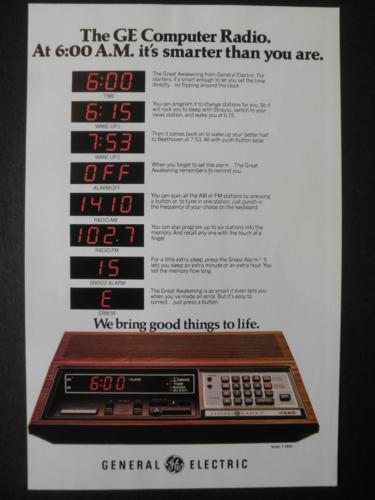 The GE Computer Radio.
At 6:00 A.M. it's smarter than you are.
6:00
TIME
The Great Awakening from General Electric. For
starters, it's smart enough to let you set the time
directly...no flipping around the clock.
6:15
WAKE UP 1
You can program it to change stations for you. So it
will rock you to sleep with Strauss, switch to your
news station, and wake you at 6:15.
7:53
WAKE UP 2
Then it comes back on to wake up your better half
to Beethoven at 7:53. All with push button ease.
OFF
ALARM OFF
When you forget to set the alarm...The Great
Awakening remembers to remind you.
1410
RADIO AM
You can scan all the AM or FM stations by pressing
a button or, to tune in one station, just punch in
the frequency of your choice on the keyboard.
102.7
RADIO FM
You can also program up to six stations into the
memory. And recall any one with the touch of a
finger.
15
SNOOZ ALARM
For a little extra sleep, press the Snooz Alarm.® It
lets you sleep an extra minute or an extra hour. You
tell the memory how long.
E
ERROR
The Great Awakening is so smart it even tells you
when you've made an error. But it's easy to
correct...just press a button.
We bring good things to life.
6:00
GENERAL ELECTRIC
GENERAL GE ELECTRIC